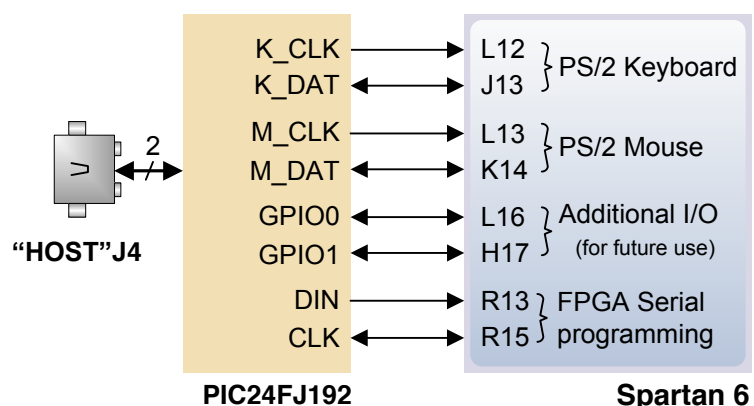 K_CLK L12
K_DAT J13 PS/2 Keyboard
M_CLK L13
M_DAT K14 PS/2 Mouse
2
GPIO0 L16 Additional I/O
GPIO1 H17 (for future use)
“HOST”J4
DIN R13 FPGA Serial
CLK R15 programming
PIC24FJ192 Spartan 6